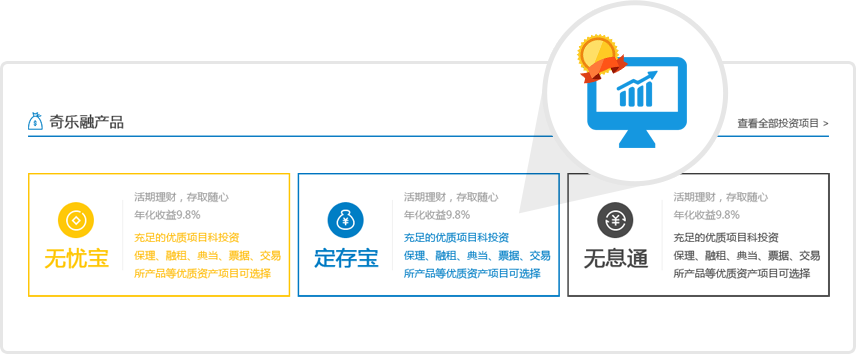 奇乐融产品
查看全部投资项目 >
无忧宝
活期理财，存取随心
年化收益9.8%
充足的优质项目科投资
保理、融租、典当、票据、交易
所产品等优质资产项目可选择
定存宝
活期理财，存取随心
年化收益9.8%
充足的优质项目科投资
保理、融租、典当、票据、交易
所产品等优质资产项目可选择
无息通
活期理财，存取随心
年化收益9.8%
充足的优质项目科投资
保理、融租、典当、票据、交易
所产品等优质资产项目可选择